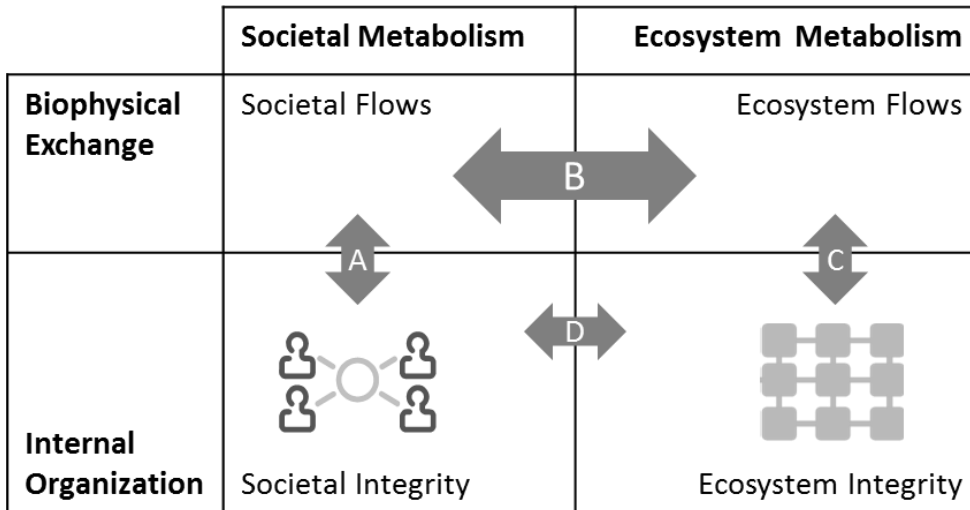 Societal Metabolism
Ecosystem Metabolism
Biophysical
Exchange
Societal Flows
Ecosystem Flows
B
A
C
D
Internal
Organization
Societal Integrity
Ecosystem Integrity